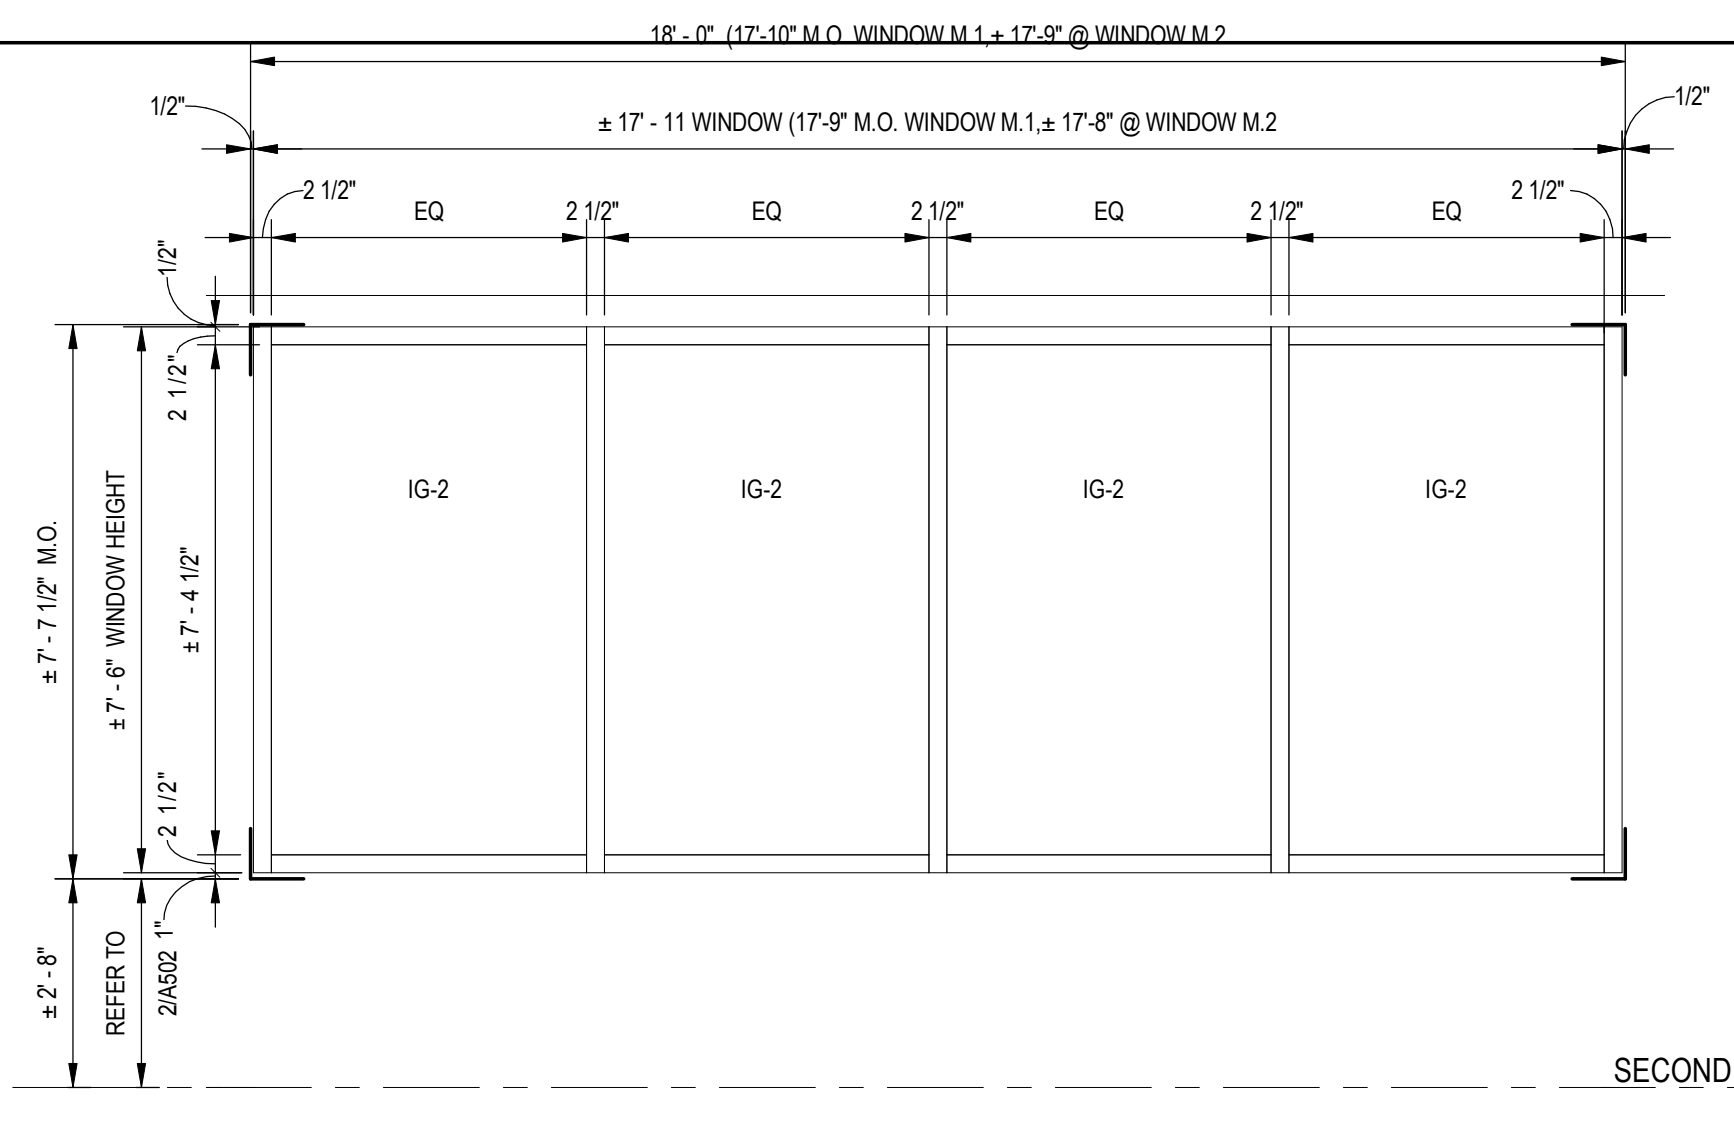 18' - 0" (17'-10" M.O. WINDOW M.1,± 17'-9" @ WINDOW M.2
1/2"
± 17' - 11 WINDOW (17'-9" M.O. WINDOW M.1,± 17'-8" @ WINDOW M.2
1/2"
2 1/2"
EQ
2 1/2"
EQ
2 1/2"
EQ
2 1/2"
EQ
2 1/2"
1/2"
2 1/2"
± 7' - 7 1/2" M.O.
± 7' - 6" WINDOW HEIGHT
± 7' - 4 1/2"
IG-2
IG-2
IG-2
IG-2
2 1/2"
± 2' - 8"
REFER TO
2/A502 1"
SECOND